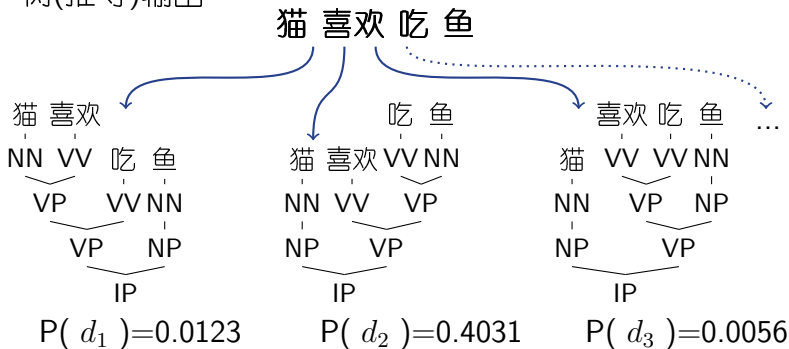 猫 喜欢 吃 鱼
猫 喜欢 吃 鱼 喜欢 吃 鱼 ...
NN VV 吃 鱼 猫 喜欢 VV NN 猫 VV VV NN
VP VV NN NN VV VP NN VP NP
VP NP NP VP NP VP
IP IP IP
P( d₁ )=0.0123 P( d₂ )=0.4031 P( d₃ )=0.0056